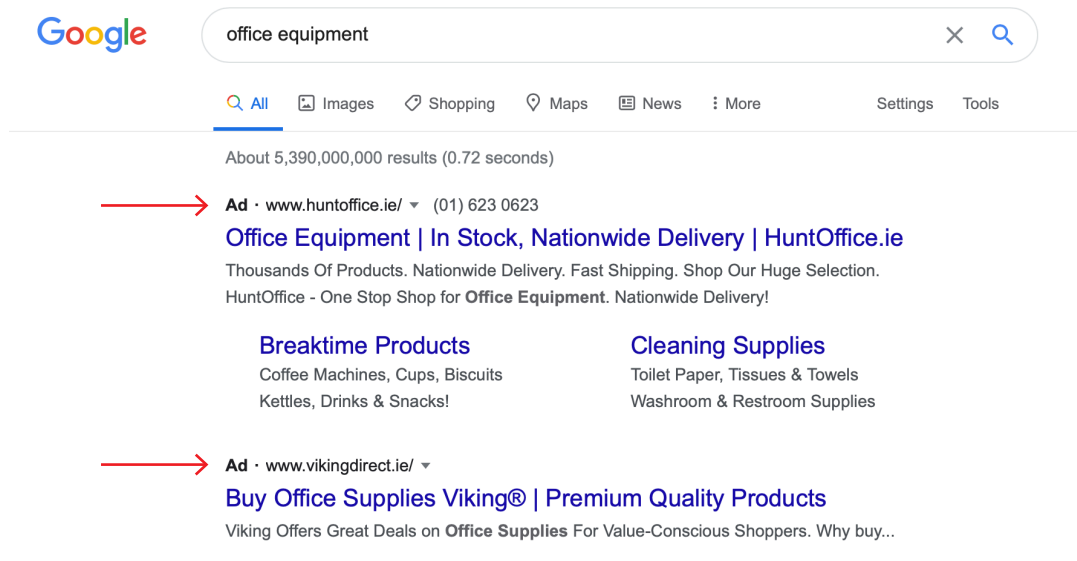 Google
office equipment
All Images Shopping Maps News More Settings Tools
About 5,390,000,000 results (0.72 seconds)
Ad · www.huntoffice.ie/ (01) 623 0623
Office Equipment | In Stock, Nationwide Delivery | HuntOffice.ie
Thousands Of Products. Nationwide Delivery. Fast Shipping. Shop Our Huge Selection.
HuntOffice - One Stop Shop for Office Equipment. Nationwide Delivery!
Breaktime Products
Coffee Machines, Cups, Biscuits
Kettles, Drinks & Snacks!
Cleaning Supplies
Toilet Paper, Tissues & Towels
Washroom & Restroom Supplies
Ad · www.vikingdirect.ie/
Buy Office Supplies Viking® | Premium Quality Products
Viking Offers Great Deals on Office Supplies For Value-Conscious Shoppers. Why buy...